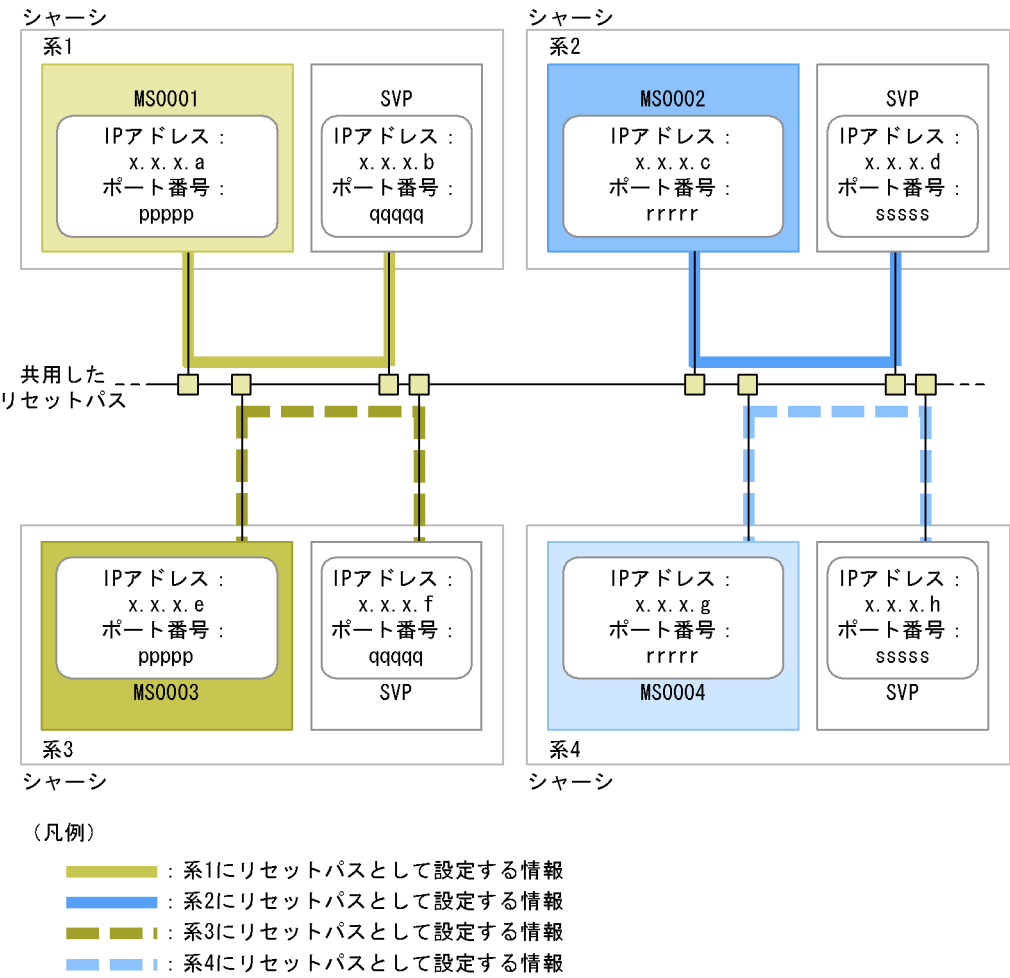 シャーシ
系1
MS0001
IPアドレス：
x.x.x.a
ポート番号：
ppppp
SVP
IPアドレス：
x.x.x.b
ポート番号：
qqqqq
シャーシ
系2
MS0002
IPアドレス：
x.x.x.c
ポート番号：
rrrrr
SVP
IPアドレス：
x.x.x.d
ポート番号：
sssss
共用した
リセットパス
IPアドレス：
x.x.x.e
ポート番号：
ppppp
MS0003
IPアドレス：
x.x.x.f
ポート番号：
qqqqq
SVP
系3
シャーシ
IPアドレス：
x.x.x.g
ポート番号：
rrrrr
MS0004
IPアドレス：
x.x.x.h
ポート番号：
sssss
SVP
系4
シャーシ
（凡例）
：系1にリセットパスとして設定する情報
：系2にリセットパスとして設定する情報
：系3にリセットパスとして設定する情報
：系4にリセットパスとして設定する情報